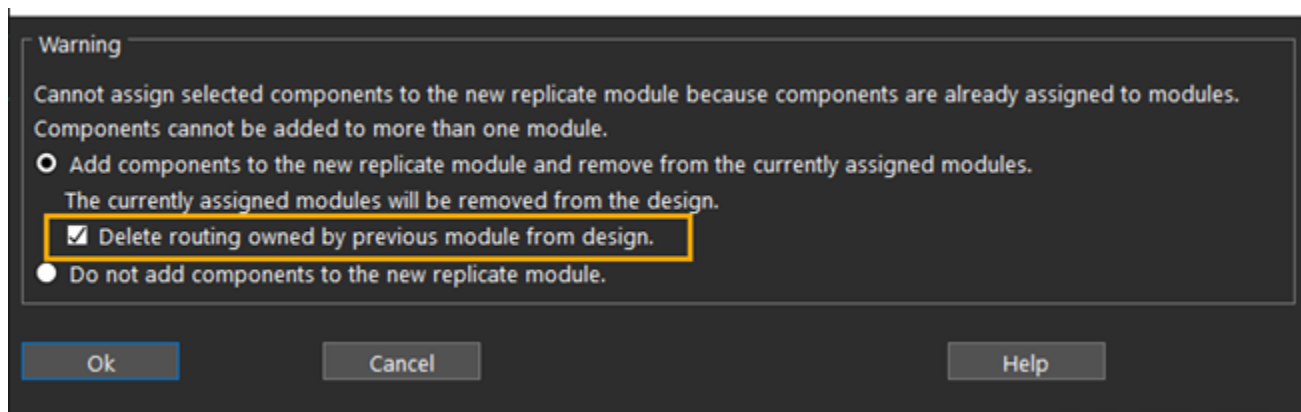 Warning
Cannot assign selected components to the new replicate module because components are already assigned to modules.
Components cannot be added to more than one module.
Add components to the new replicate module and remove from the currently assigned modules.
The currently assigned modules will be removed from the design.
Delete routing owned by previous module from design.
Do not add components to the new replicate module.
Ok Cancel Help